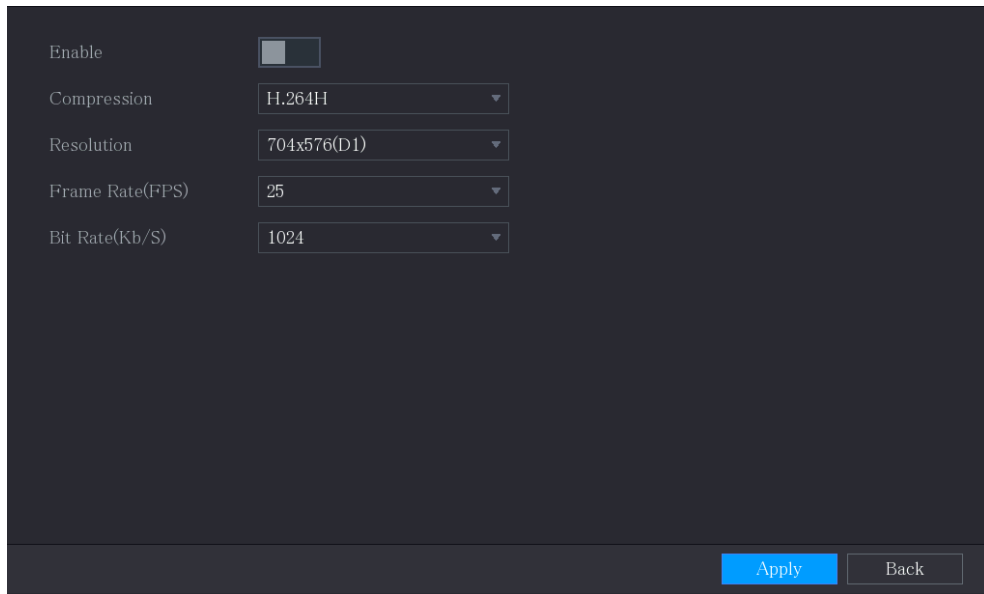 Enable
Compression H.264H
Resolution 704x576(D1)
Frame Rate(FPS) 25
Bit Rate(Kb/S) 1024
Apply Back